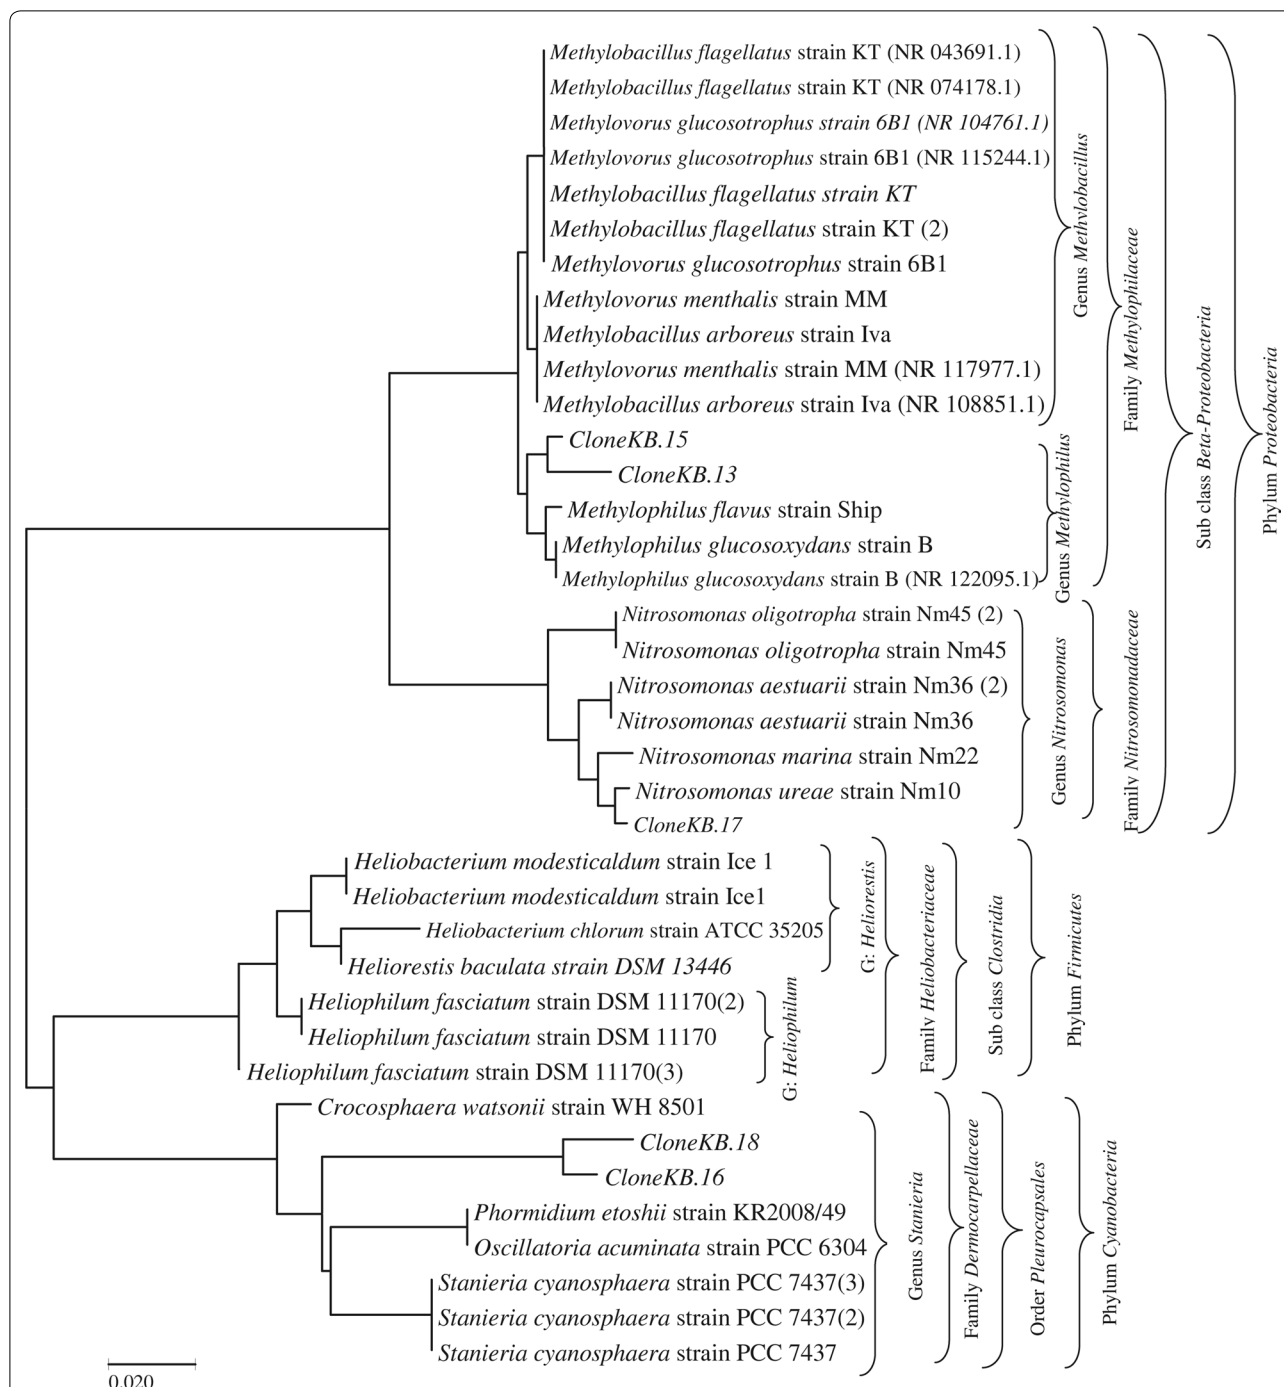 Methylobacillus flagellatus strain KT (NR 043691.1)
Methylobacillus flagellatus strain KT (NR 074178.1)
Methylovorus glucosotrophus strain 6B1 (NR 104761.1)
Methylovorus glucosotrophus strain 6B1 (NR 115244.1)
Methylobacillus flagellatus strain KT
Methylobacillus flagellatus strain KT (2)
Methylovorus glucosotrophus strain 6B1
Methylovorus menthalis strain MM
Methylobacillus arboreus strain Iva
Methylovorus menthalis strain MM (NR 117977.1)
Methylobacillus arboreus strain Iva (NR 108851.1)
CloneKB.15
CloneKB.13
Methylophilus flavus strain Ship
Methylophilus glucosoxydans strain B
Methylophilus glucosoxydans strain B (NR 122095.1)
Nitrosomonas oligotropha strain Nm45 (2)
Nitrosomonas oligotropha strain Nm45
Nitrosomonas aestuarii strain Nm36 (2)
Nitrosomonas aestuarii strain Nm36
Nitrosomonas marina strain Nm22
Nitrosomonas ureae strain Nm10
CloneKB.17
Heliobacterium modesticaldum strain Ice 1
Heliobacterium modesticaldum strain Ice1
Heliobacterium chlorum strain ATCC 35205
Heliorestis baculata strain DSM 13446
Heliophilum fasciatum strain DSM 11170(2)
Heliophilum fasciatum strain DSM 11170
Heliophilum fasciatum strain DSM 11170(3)
Crocosphaera watsonii strain WH 8501
CloneKB.18
CloneKB.16
Phormidium etoshii strain KR2008/49
Oscillatoria acuminata strain PCC 6304
Stanieria cyanosphaera strain PCC 7437(3)
Stanieria cyanosphaera strain PCC 7437(2)
Stanieria cyanosphaera strain PCC 7437
0.020
Genus Methylobacillus
Genus Methylophilus
Family Methylophilaceae
Sub class Beta-Proteobacteria
Phylum Proteobacteria
Genus Nitrosomonas
Family Nitrosomonadaceae
G: Heliorestis
G: Heliophilum
Family Heliobacteriaceae
Sub class Clostridia
Phylum Firmicutes
Genus Stanieria
Family Dermocarpellaceae
Order Pleurocapsales
Phylum Cyanobacteria